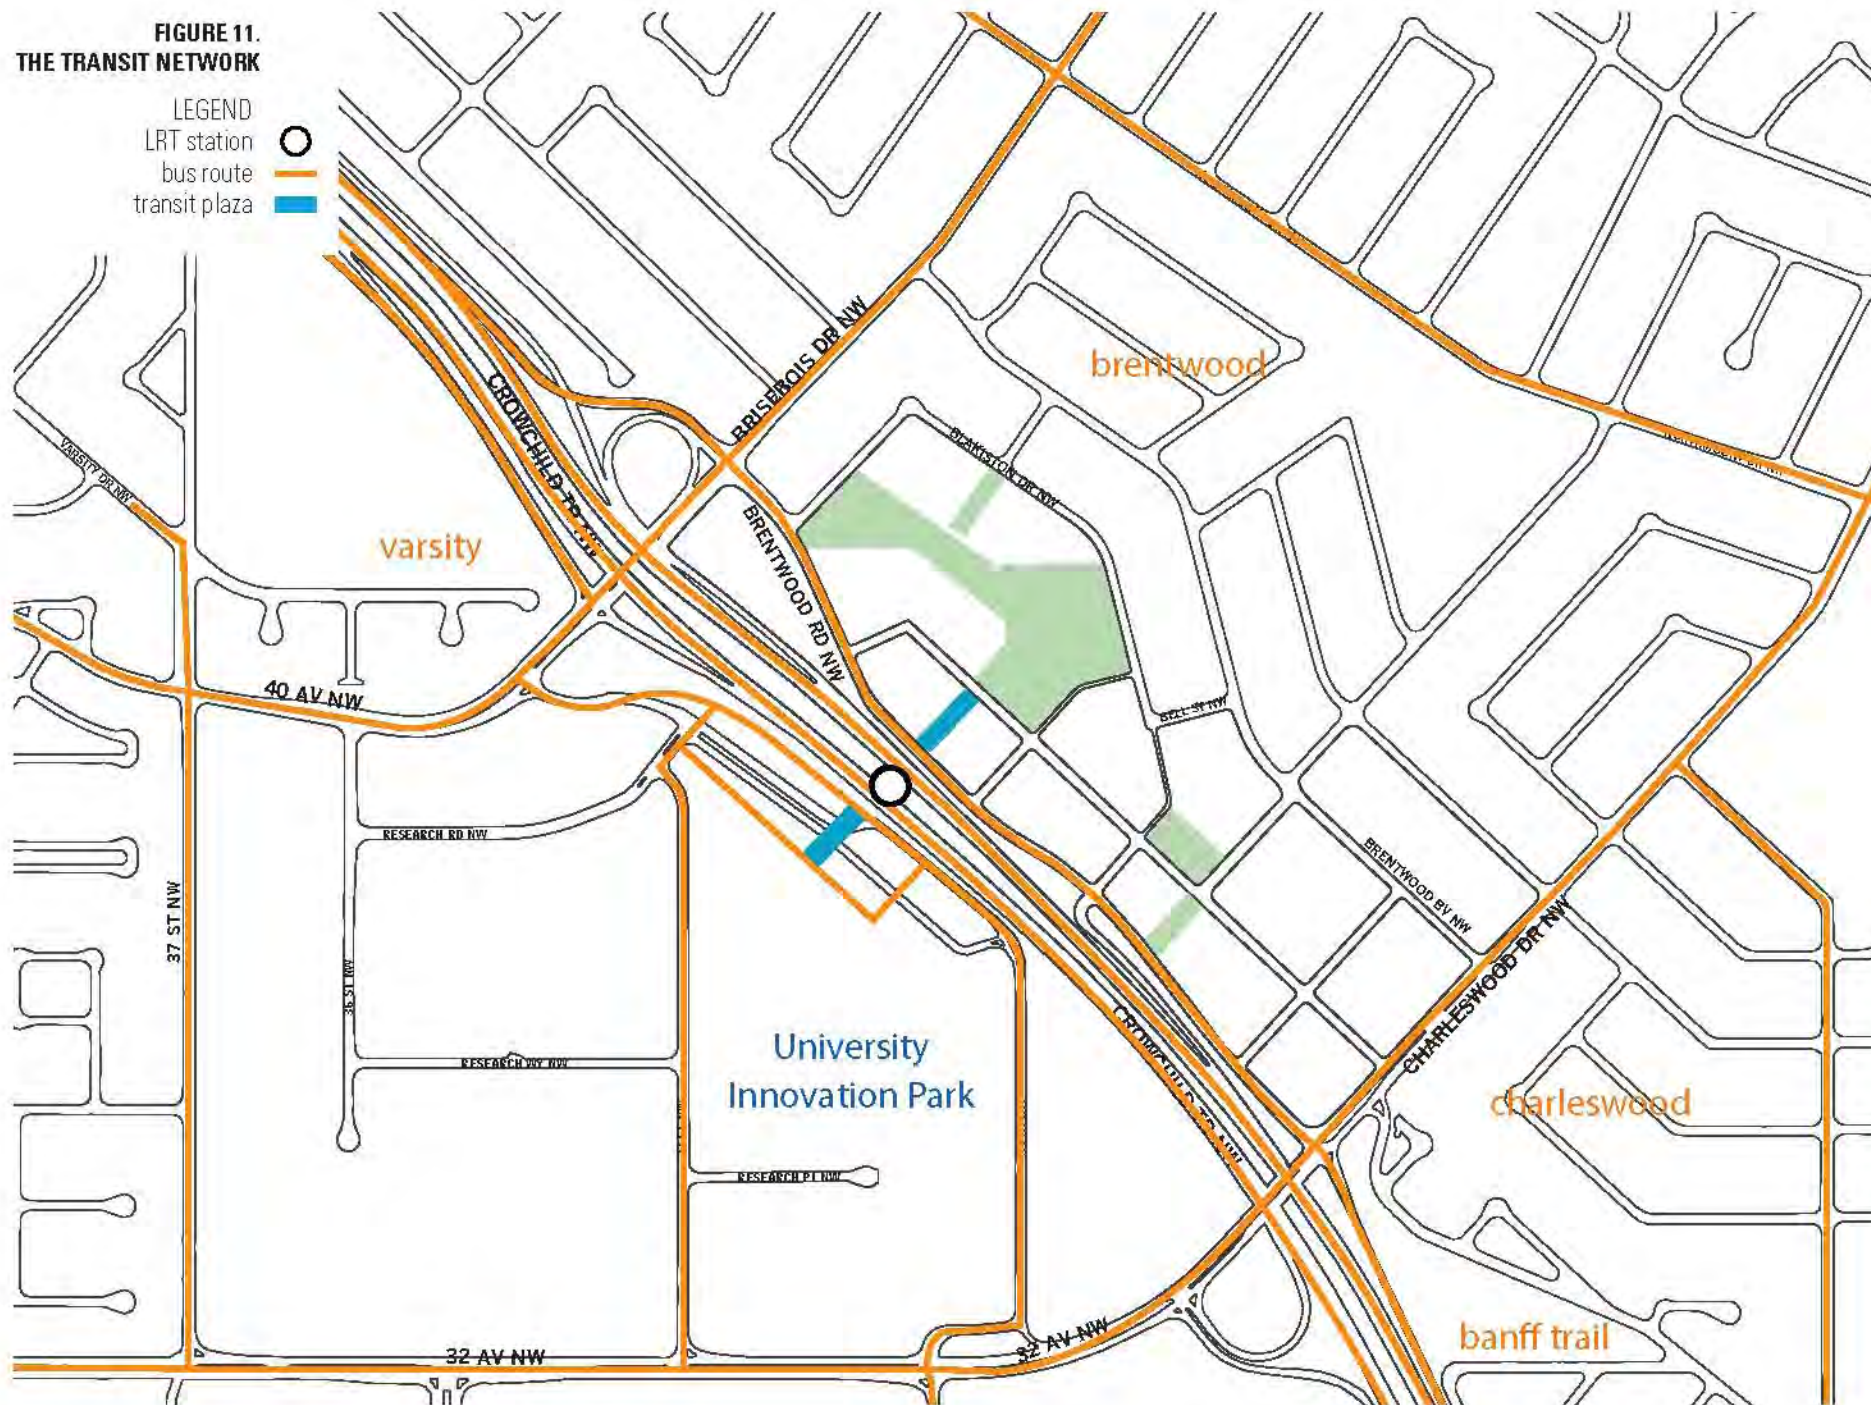 FIGURE 11.
THE TRANSIT NETWORK
LEGEND
LRT station
bus route
transit plaza
BRISEBOIS DR NW
brentwood
CROWCHILD TR NW
VARSITY DR NW
BLAKISTON DR NW
varsity
BRENTWOOD RD NW
40 AV NW
BELL ST NW
RESEARCH RD NW
BRENTWOOD BV NW
37 ST NW
36 ST NW
CHARLESWOOD DR NW
University
Innovation Park
RESEARCH WY NW
CROWCHILD TR NW
charleswood
RESEARCH PL NW
32 AV NW
32 AV NW
banff trail